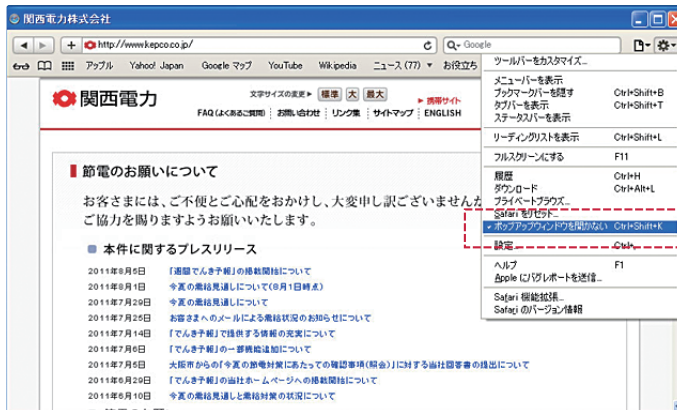 関西電力株式会社
http://www.kepco.co.jp/
Q- Google
アップル Yahoo! Japan Google マップ YouTube Wikipedia ニュース (77) ▼ お役立ち
関西電力
文字サイズの変更▶ 標準 大 最大 ▶ 携帯サイト
FAQ(よくあるご質問) お問い合わせ リンク集 サイトマップ ENGLISH
節電のお願いについて
お客さまには、ご不便とご心配をおかけし、大変申し訳ございませんが
ご協力を賜りますようお願いいたします。
本件に関するプレスリリース
2011年8月5日 「週間でんき予報」の掲載開始について
2011年8月1日 今夏の需給見通しについて(8月1日時点)
2011年7月29日 今夏の需給見通しについて
2011年7月25日 お客さまへのメールによる需給状況のお知らせについて
2011年7月14日 「でんき予報」で提供する情報の充実について
2011年7月6日 「でんき予報」の一部機能追加について
2011年7月5日 大阪市からの「今夏の節電対策にあたっての確認事項(照会)」に対する当社回答書の提出について
2011年6月29日 「でんき予報」の当社ホームページへの掲載開始について
2011年6月10日 今夏の需給見通しと需給対策の状況について
ツールバーをカスタマイズ...
メニューバーを表示
ブックマークバーを隠す Ctrl+Shift+B
タブバーを表示 Ctrl+Shift+T
ステータスバーを表示
リーディングリストを表示 Ctrl+Shift+L
フルスクリーンにする F11
履歴 Ctrl+H
ダウンロード Ctrl+Alt+L
プライベートブラウズ...
Safari をリセット...
ポップアップウィンドウを開かない Ctrl+Shift+K
設定... Ctrl+,
ヘルプ F1
Apple にバグレポートを送信...
Safari 機能拡張...
Safari のバージョン情報